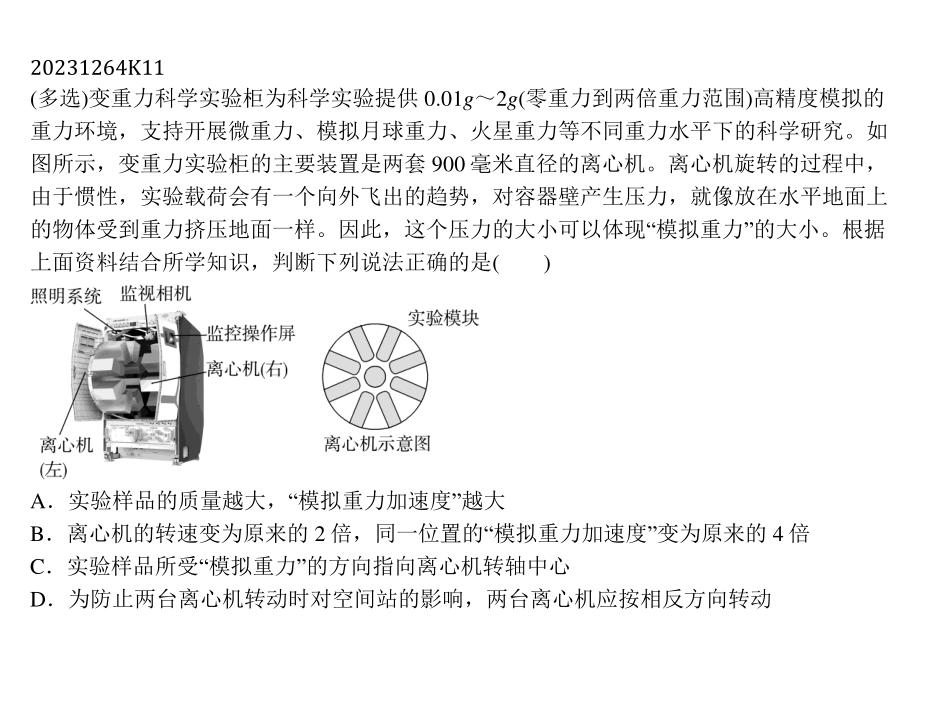 20231264K11
(多选)变重力科学实验柜为科学实验提供 0.01g～2g(零重力到两倍重力范围)高精度模拟的
重力环境，支持开展微重力、模拟月球重力、火星重力等不同重力水平下的科学研究。如
图所示，变重力实验柜的主要装置是两套 900 毫米直径的离心机。离心机旋转的过程中，
由于惯性，实验载荷会有一个向外飞出的趋势，对容器壁产生压力，就像放在水平地面上
的物体受到重力挤压地面一样。因此，这个压力的大小可以体现“模拟重力”的大小。根据
上面资料结合所学知识，判断下列说法正确的是(　　)
照明系统 监视相机
实验模块
监控操作屏
离心机(右)
离心机
(左)
离心机示意图
A．实验样品的质量越大，“模拟重力加速度”越大
B．离心机的转速变为原来的 2 倍，同一位置的“模拟重力加速度”变为原来的 4 倍
C．实验样品所受“模拟重力”的方向指向离心机转轴中心
D．为防止两台离心机转动时对空间站的影响，两台离心机应按相反方向转动